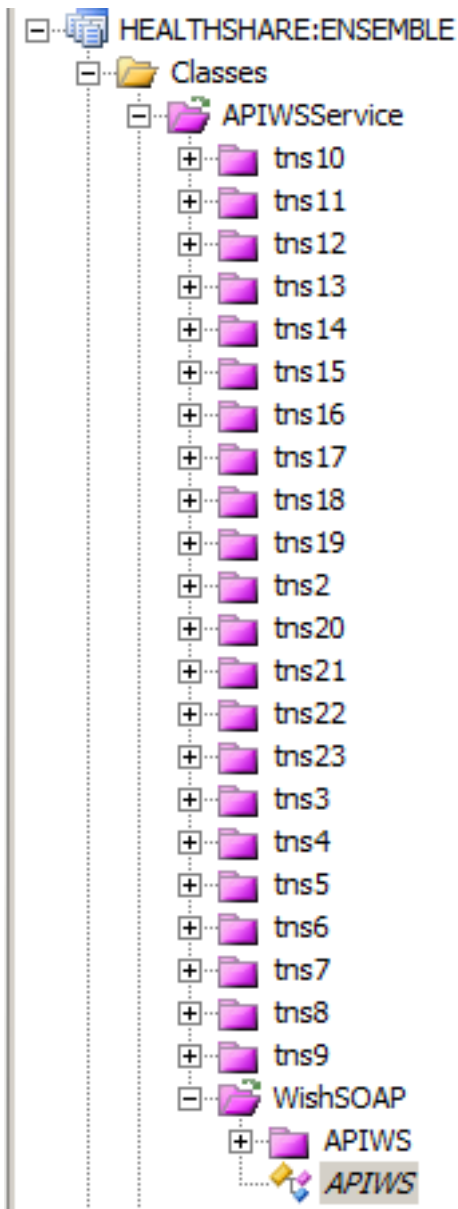 HEALTHSHARE:ENSEMBLE
Classes
APIWSService
tns10
tns11
tns12
tns13
tns14
tns15
tns16
tns17
tns18
tns19
tns2
tns20
tns21
tns22
tns23
tns3
tns4
tns5
tns6
tns7
tns8
tns9
WishSOAP
APIWS
APIWS